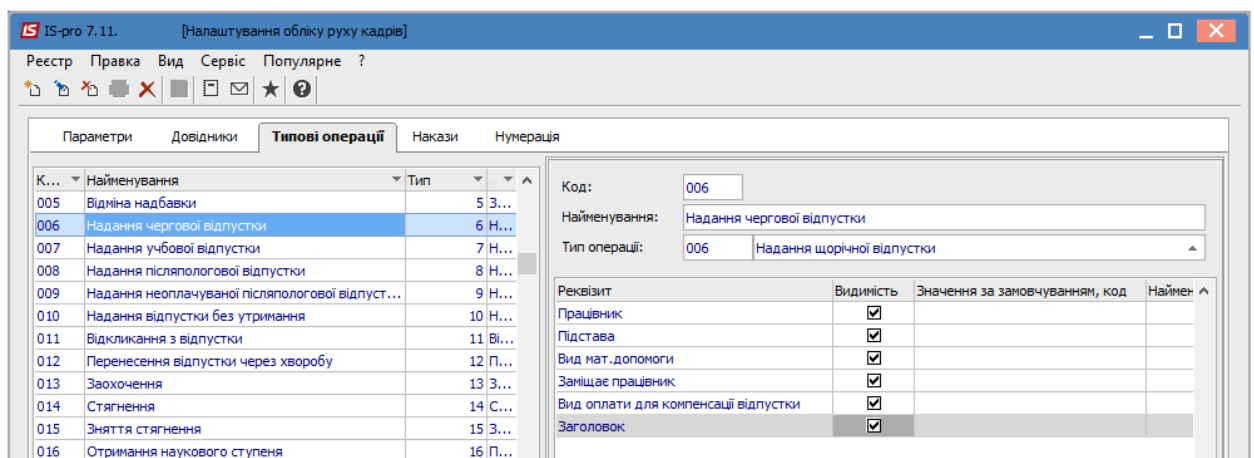 IS IS-pro 7.11. [Налаштування обліку руху кадрів]
Реєстр Правка Вид Сервіс Популярне ?
Параметри Довідники Типові операції Накази Нумерація
К... Найменування Тип .
005 Відміна надбавки 5 З...
006 Надання чергової відпустки 6 Н...
007 Надання учбової відпустки 7 Н...
008 Надання післяпологової відпустки 8 Н...
009 Надання неоплачуваної післяпологової відпуст... 9 Н...
010 Надання відпустки без утримання 10 Н...
011 Відкликання з відпустки 11 Ві...
012 Перенесення відпустки через хворобу 12 П...
013 Заохочення 13 З...
014 Стягнення 14 С...
015 Зняття стягнення 15 З...
016 Отримання наукового ступеня 16 П...
Код: 006
Найменування: Надання чергової відпустки
Тип операції: 006 Надання щорічної відпустки
Реквізит Видимість Значення за замовчуванням, код Наймен
Працівник
Підстава
Вид мат.допомоги
Заміщає працівник
Вид оплати для компенсації відпустки
Заголовок